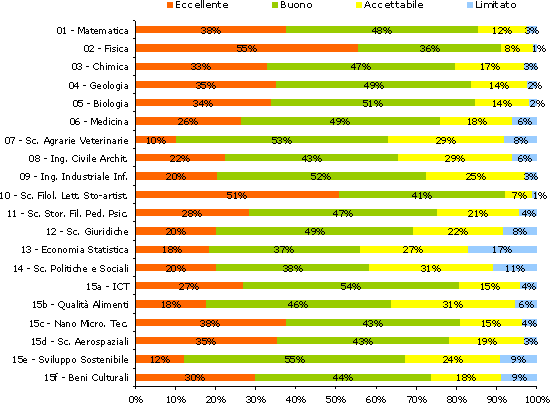 Eccellente Buono Accettabile Limitato
01 - Matematica 38% 48% 12% 3%
02 - Fisica 55% 36% 8% 1%
03 - Chimica 33% 47% 17% 3%
04 - Geologia 35% 49% 14% 2%
05 - Biologia 34% 51% 14% 2%
06 - Medicina 26% 49% 18% 6%
07 - Sc. Agrarie Veterinarie 10% 53% 29% 8%
08 - Ing. Civile Archit. 22% 43% 29% 6%
09 - Ing. Industriale Inf. 20% 52% 25% 3%
10 - Sc. Filol. Lett. Sto-artist. 51% 41% 7% 1%
11 - Sc. Stor. Fil. Ped. Psic. 28% 47% 21% 4%
12 - Sc. Giuridiche 20% 49% 22% 8%
13 - Economia Statistica 18% 37% 27% 17%
14 - Sc. Politiche e Sociali 20% 38% 31% 11%
15a - ICT 27% 54% 15% 4%
15b - Qualità Alimenti 18% 46% 31% 6%
15c - Nano Micro. Tec. 38% 43% 15% 4%
15d - Sc. Aerospaziali 35% 43% 19% 3%
15e - Sviluppo Sostenibile 12% 55% 24% 9%
15f - Beni Culturali 30% 44% 18% 9%
0% 10% 20% 30% 40% 50% 60% 70% 80% 90% 100%